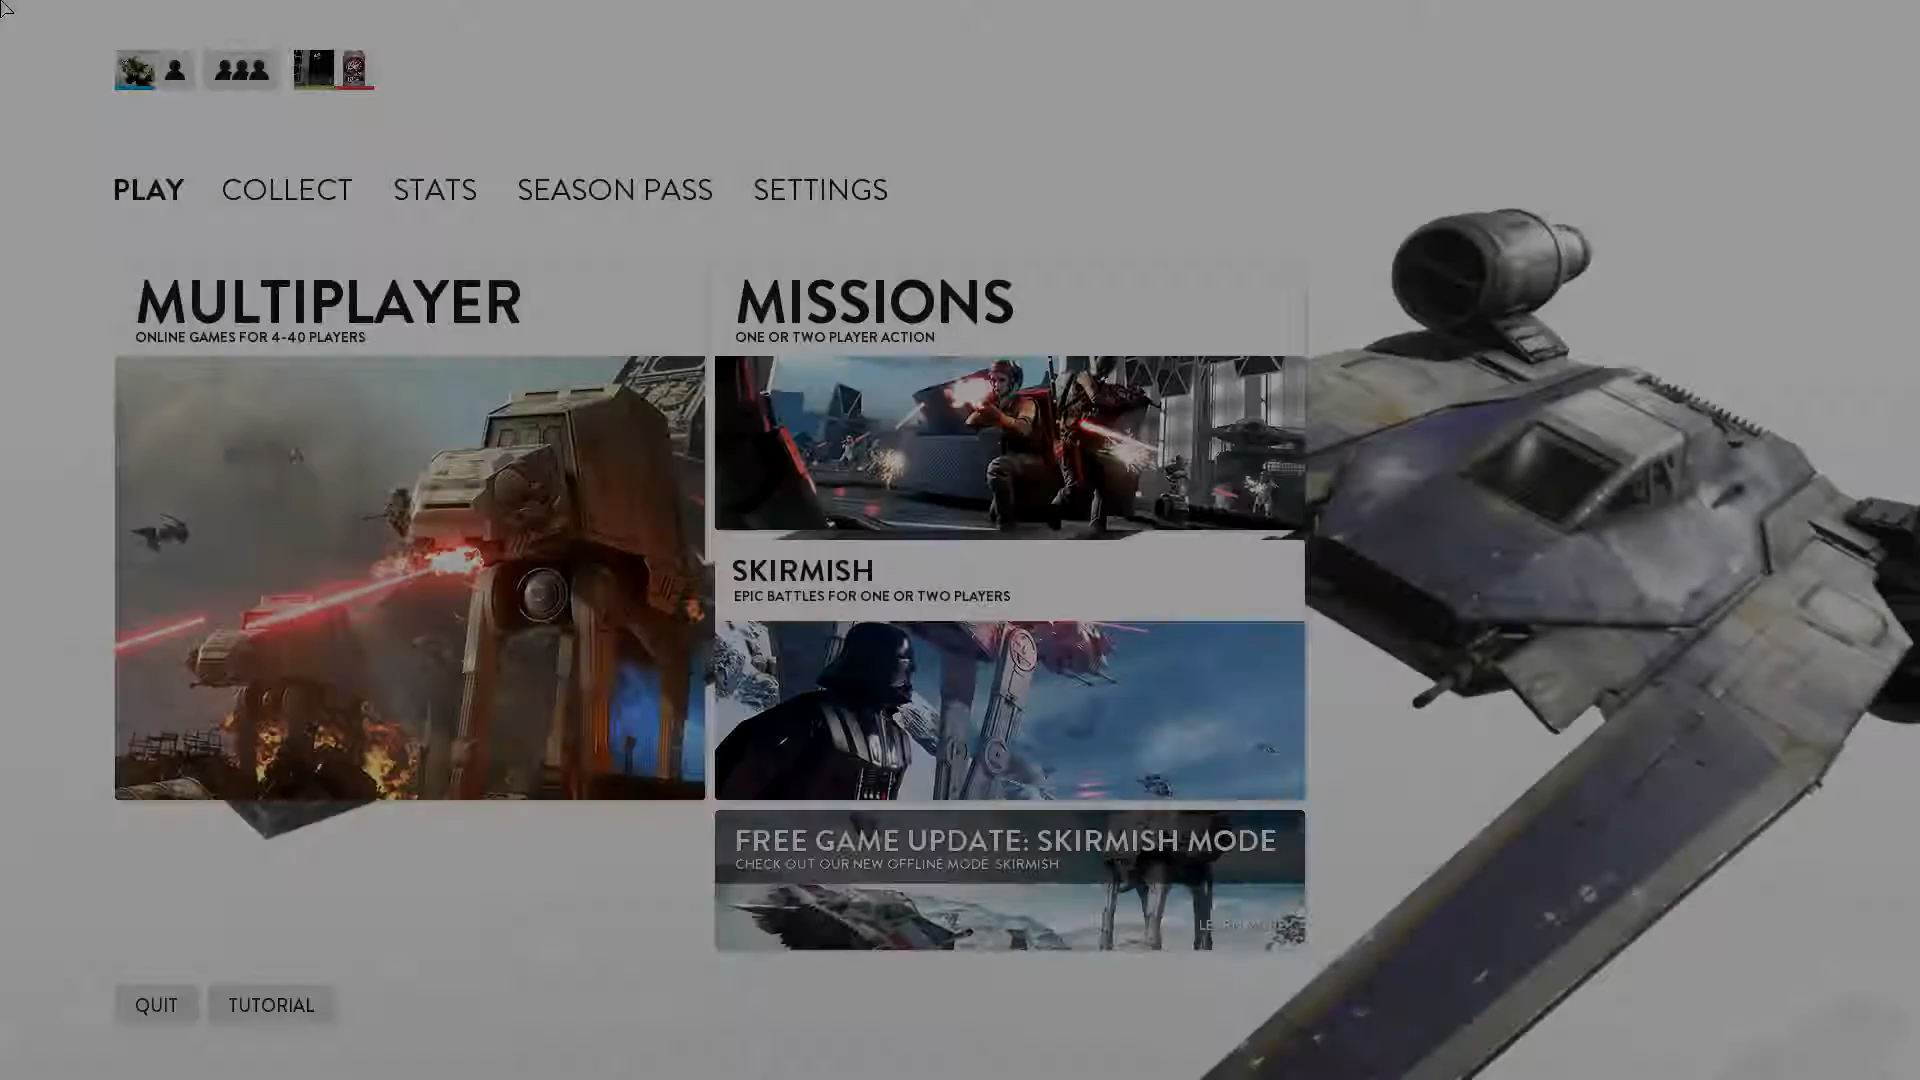 PLAY COLLECT STATS SEASON PASS SETTINGS
MULTIPLAYER
ONLINE GAMES FOR 4-40 PLAYERS
MISSIONS
ONE OR TWO PLAYER ACTION
SKIRMISH
EPIC BATTLES FOR ONE OR TWO PLAYERS
FREE GAME UPDATE: SKIRMISH MODE
CHECK OUT OUR NEW OFFLINE MODE SKIRMISH
QUIT TUTORIAL